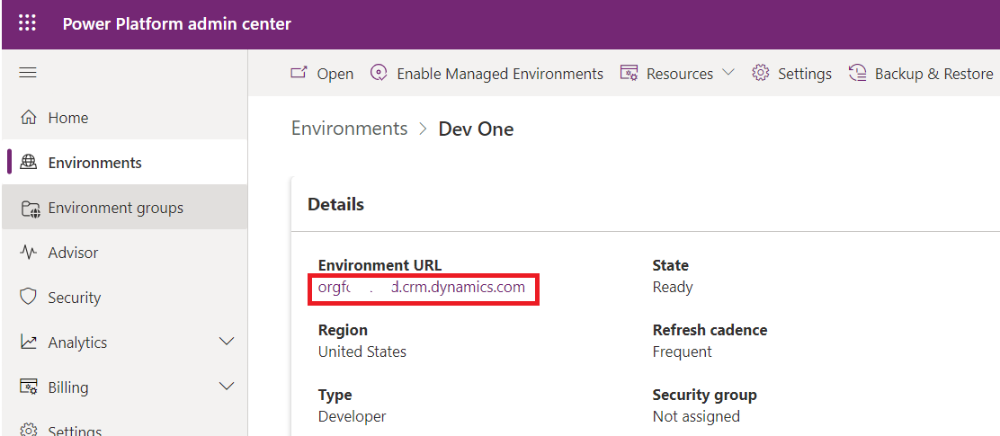 Power Platform admin center
Open Enable Managed Environments Resources Settings Backup & Restore
Home
Environments
Environment groups
Advisor
Security
Analytics
Billing
Settings
Environments > Dev One
Details
Environment URL
.crm.dynamics.com
State
Ready
Region
United States
Refresh cadence
Frequent
Type
Developer
Security group
Not assigned